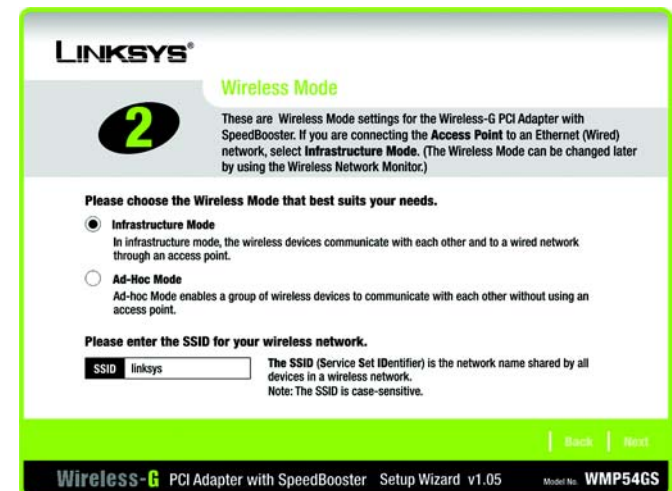 LINKSYS®
Wireless Mode
2
These are Wireless Mode settings for the Wireless-G PCI Adapter with
SpeedBooster. If you are connecting the Access Point to an Ethernet (Wired)
network, select Infrastructure Mode. (The Wireless Mode can be changed later
by using the Wireless Network Monitor.)
Please choose the Wireless Mode that best suits your needs.
Infrastructure Mode
In infrastructure mode, the wireless devices communicate with each other and to a wired network
through an access point.
Ad-Hoc Mode
Ad-hoc Mode enables a group of wireless devices to communicate with each other without using an
access point.
Please enter the SSID for your wireless network.
SSID linksys
The SSID (Service Set IDentifier) is the network name shared by all
devices in a wireless network.
Note: The SSID is case-sensitive.
Back Next
Wireless-G PCI Adapter with SpeedBooster Setup Wizard v1.05 Model No. WMP54GS